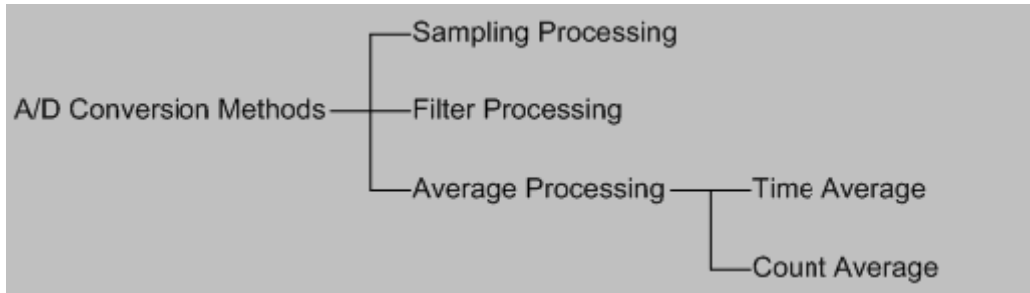 Sampling Processing
A/D Conversion Methods
Filter Processing
Average Processing
Time Average
Count Average